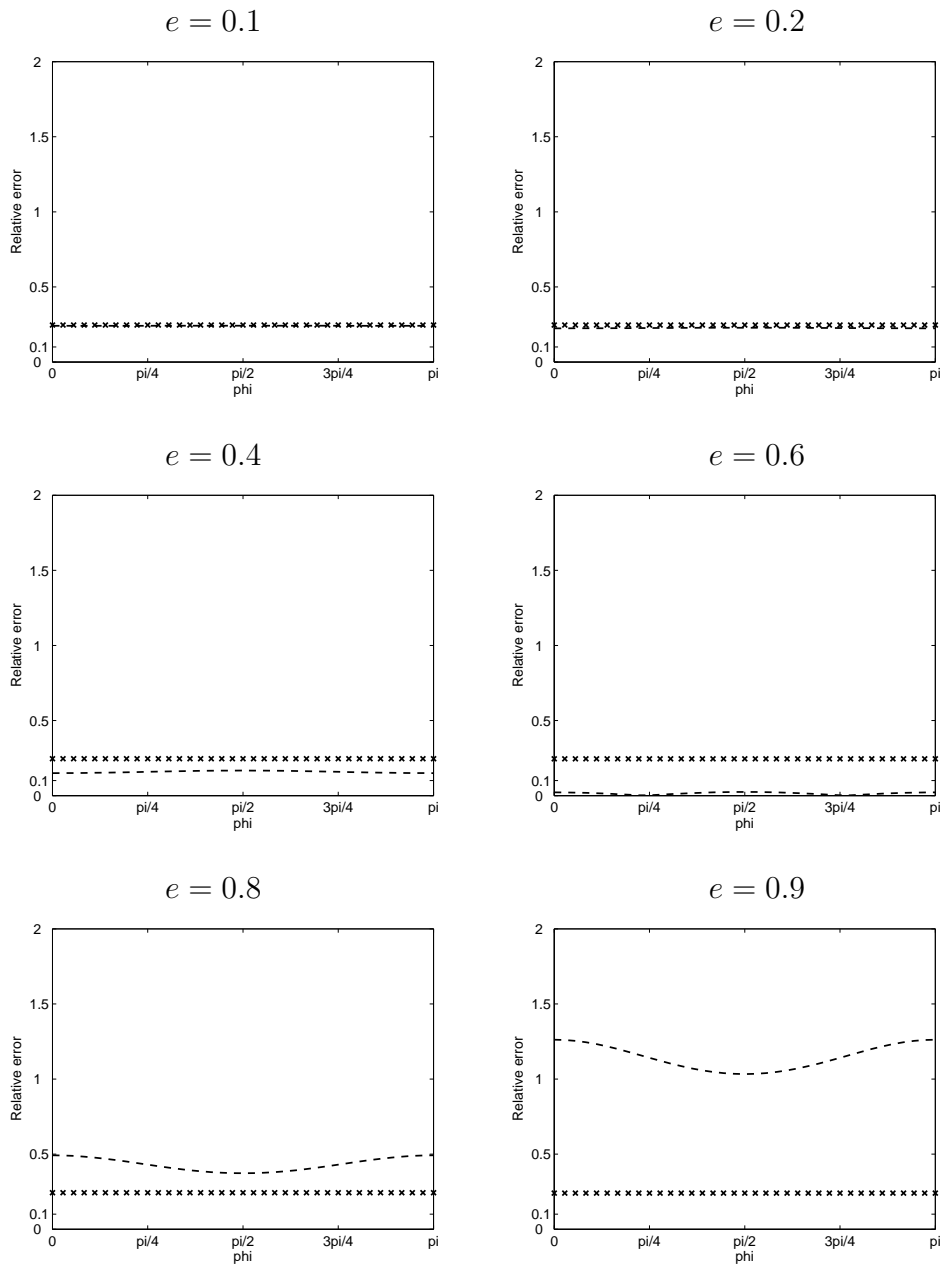 e = 0.1
2
1.5
1
0.5
0.1
0
Relative error
0
pi/4
pi/2
3pi/4
pi
phi
e = 0.2
2
1.5
1
0.5
0.1
0
Relative error
0
pi/4
pi/2
3pi/4
pi
phi
e = 0.4
2
1.5
1
0.5
0.1
0
Relative error
0
pi/4
pi/2
3pi/4
pi
phi
e = 0.6
2
1.5
1
0.5
0.1
0
Relative error
0
pi/4
pi/2
3pi/4
pi
phi
e = 0.8
2
1.5
1
0.5
0.1
0
Relative error
0
pi/4
pi/2
3pi/4
pi
phi
e = 0.9
2
1.5
1
0.5
0.1
0
Relative error
0
pi/4
pi/2
3pi/4
pi
phi